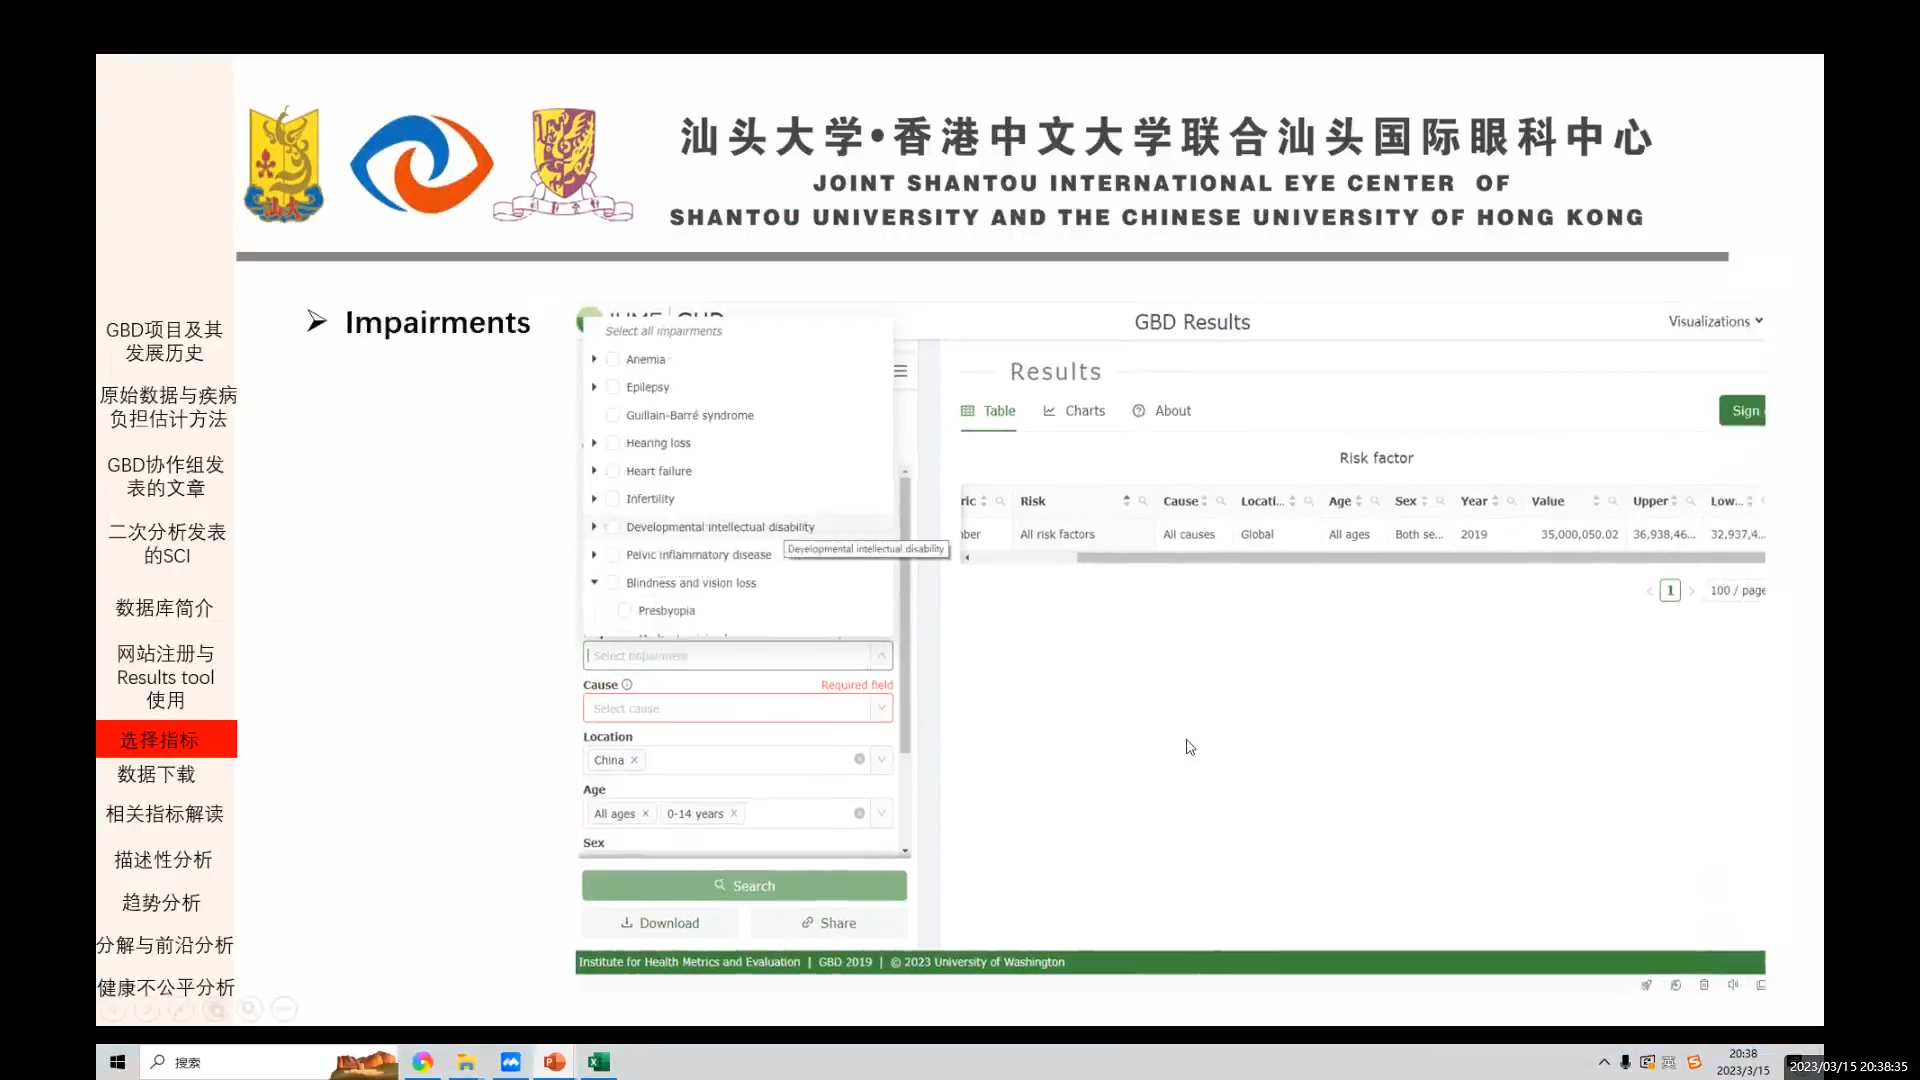 汕头大学•香港中文大学联合汕头国际眼科中心
JOINT SHANTOU INTERNATIONAL EYE CENTER OF
SHANTOU UNIVERSITY AND THE CHINESE UNIVERSITY OF HONG KONG
汕大
GBD项目及其
发展历史
原始数据与疾病
负担估计方法
GBD协作组发
表的文章
二次分析发表
的SCI
数据库简介
网站注册与
Results tool
使用
选择指标
数据下载
相关指标解读
描述性分析
趋势分析
分解与前沿分析
健康不公平分析
➢ Impairments
GBD Results
Visualizations
Select all impairments
Anemia
Epilepsy
Guillain-Barré syndrome
Hearing loss
Heart failure
Infertility
Developmental intellectual disability
Developmental intellectual disability
Pelvic inflammatory disease
Blindness and vision loss
Presbyopia
Select impairment
Cause Required field
Select cause
Location
China ×
Age
All ages × 0-14 years ×
Sex
Search
Download Share
Results
Table Charts About
Sign
Risk factor
ric Risk Cause Locati... Age Sex Year Value Upper Low...
nber All risk factors All causes Global All ages Both se... 2019 35,000,050.02 36,938,46... 32,937,4...
< 1 > 100 / page
Institute for Health Metrics and Evaluation | GBD 2019 | © 2023 University of Washington
搜索
英
20:38
2023/3/15
2023/03/15 20:38:35